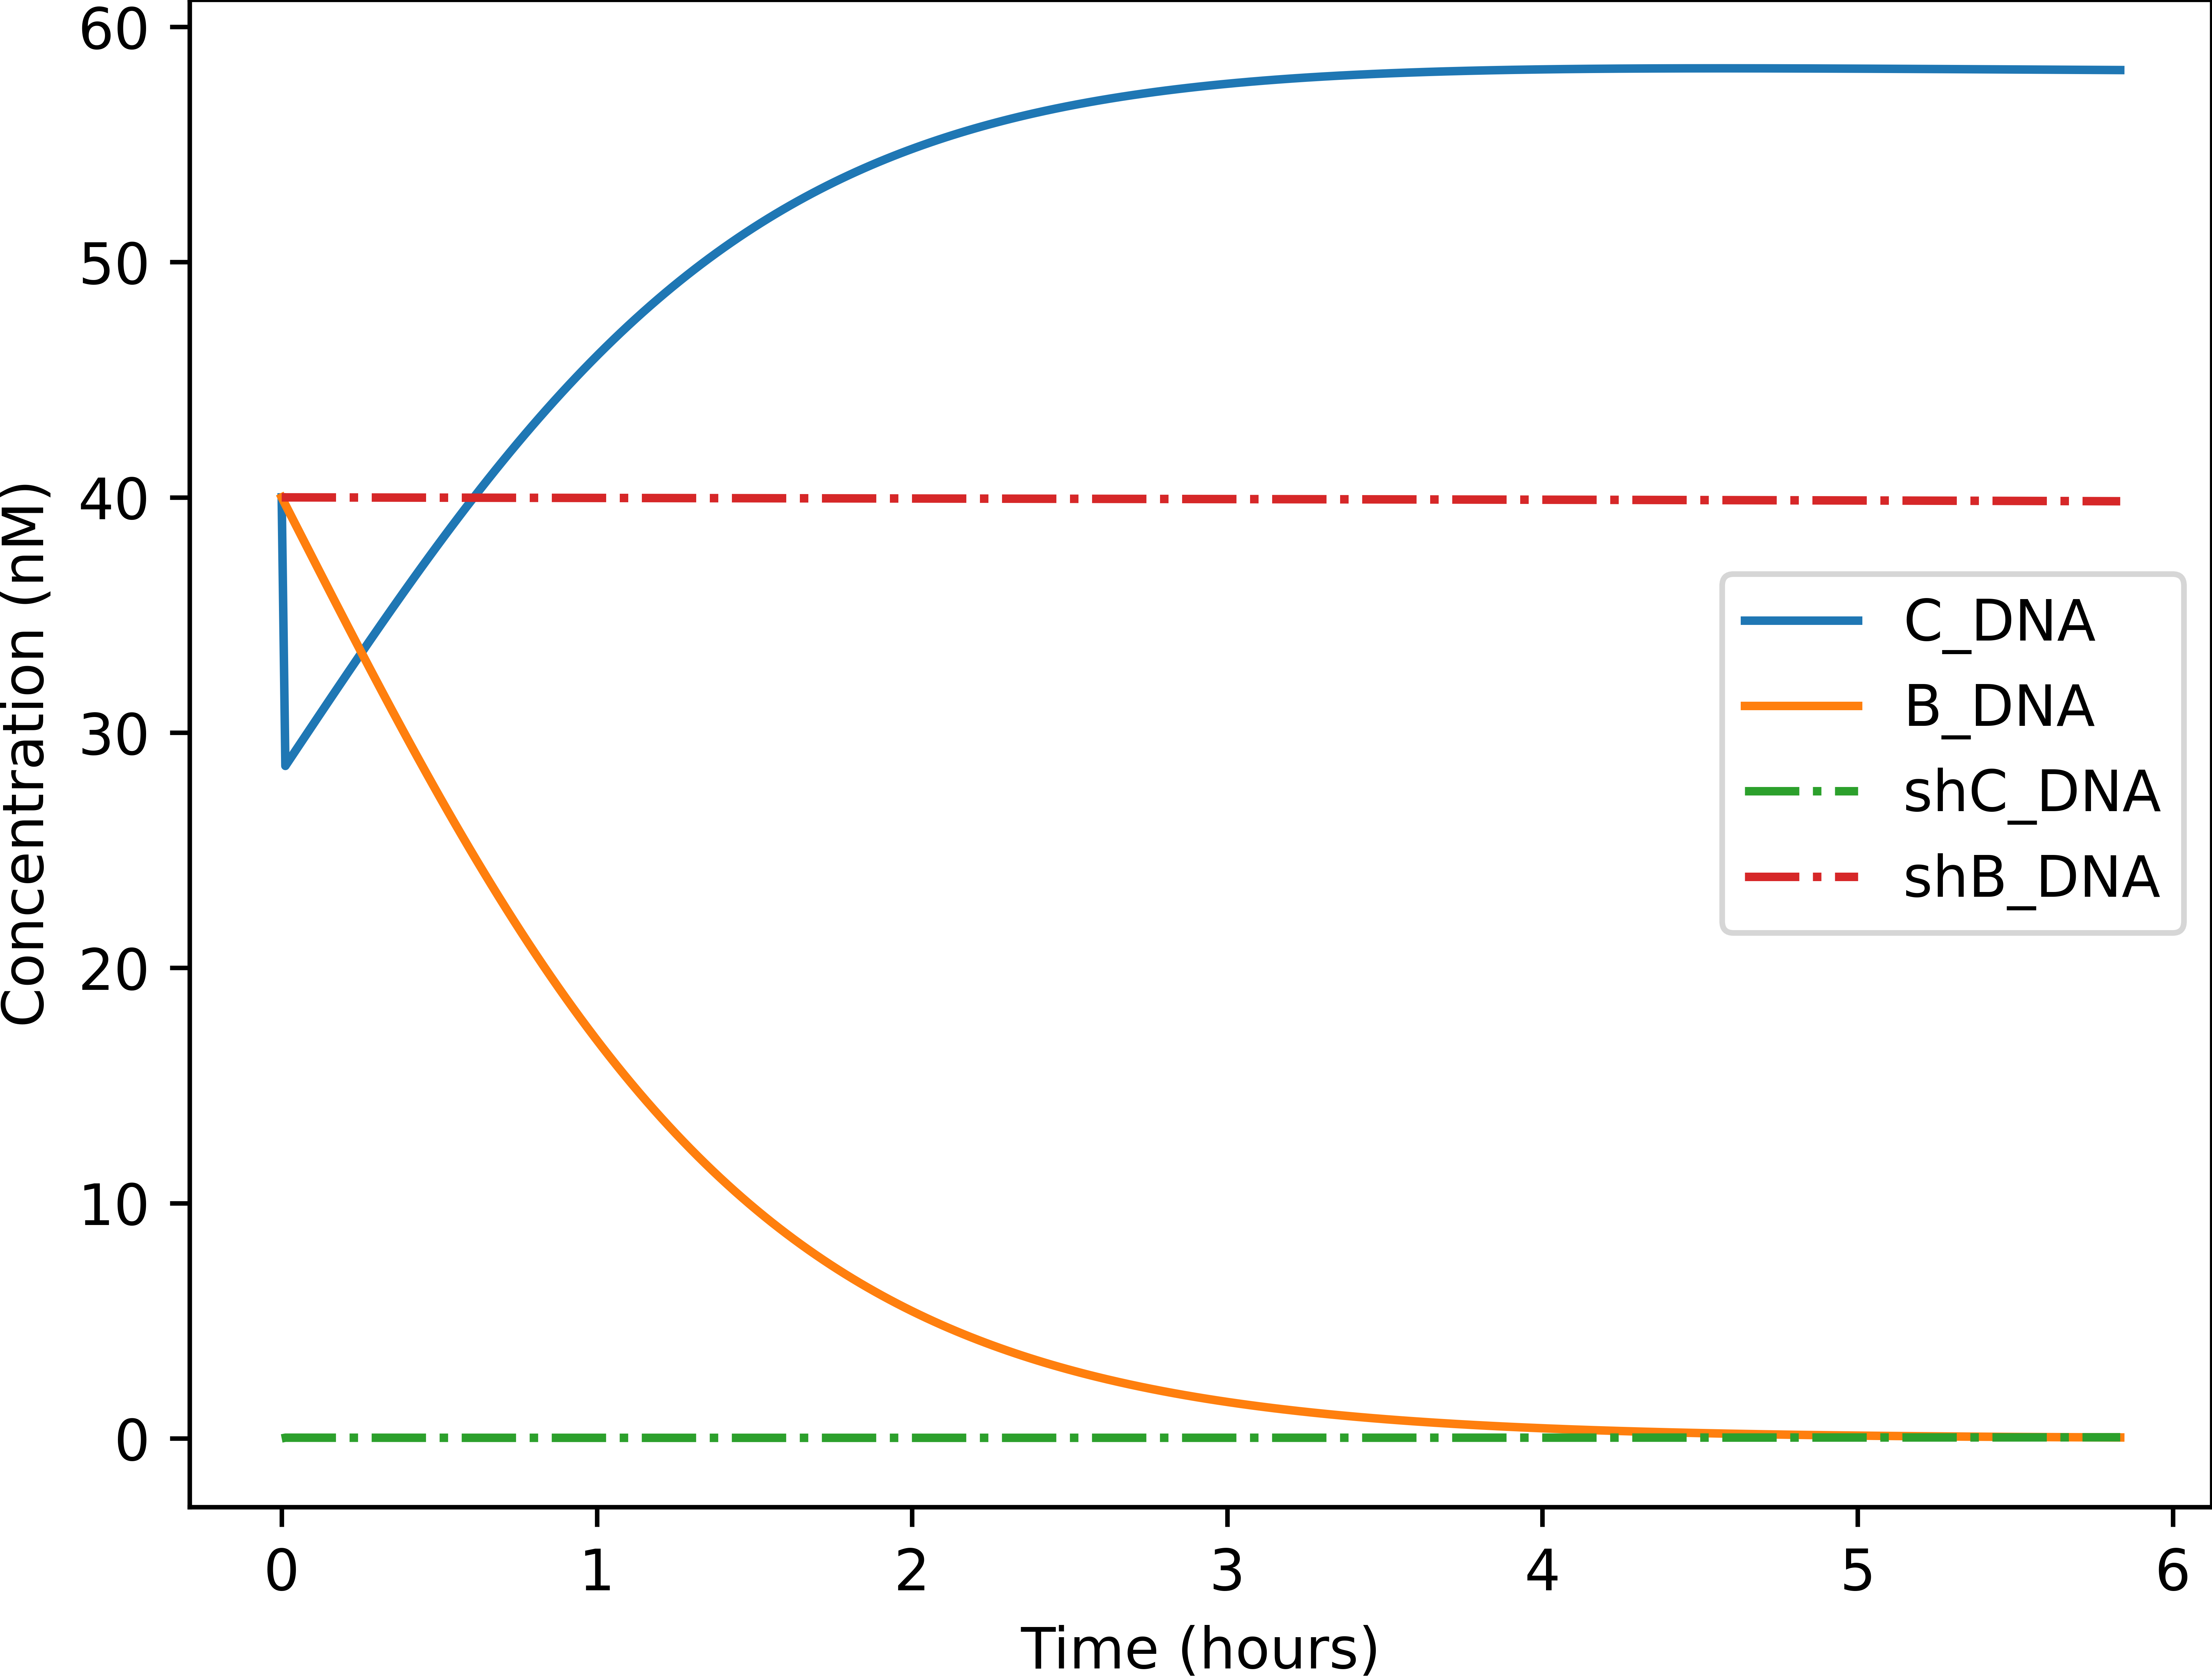 Concentration (nM)
60
50
40
30
20
10
0
C_DNA
B_DNA
shC_DNA
shB_DNA
0 1 2 3 4 5 6
Time (hours)